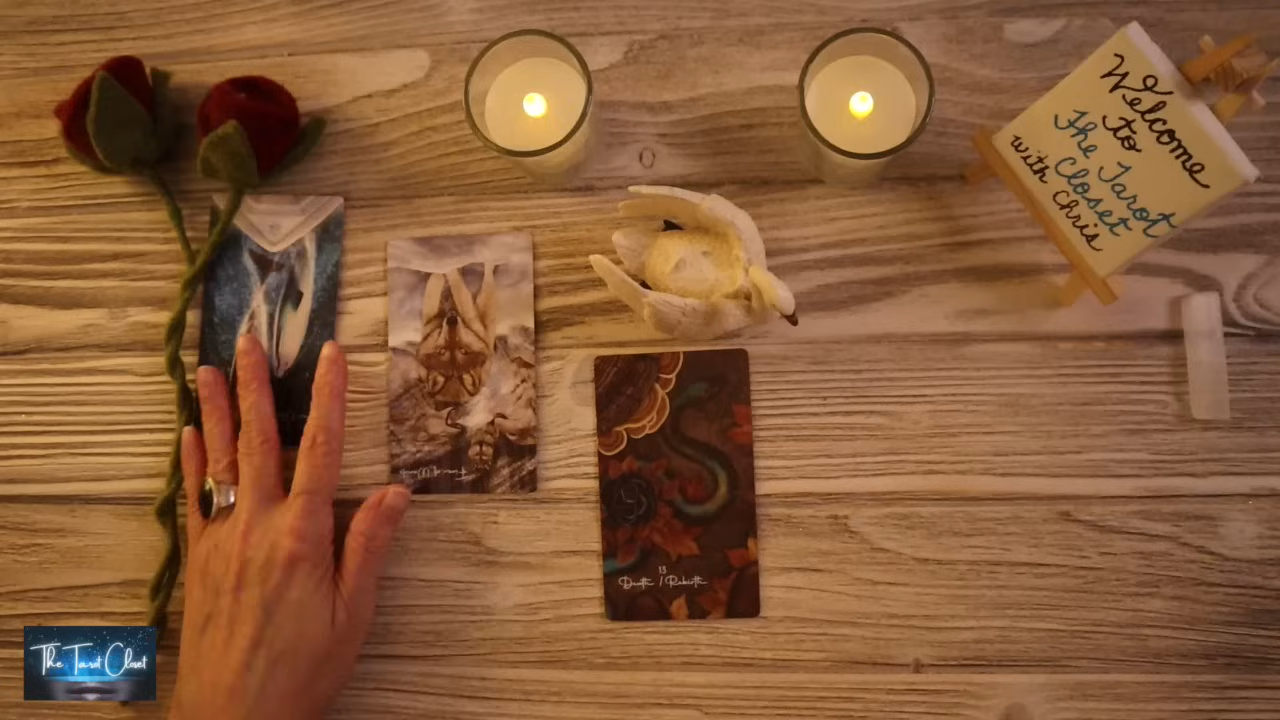 Welcome
to
The Tarot
Closet
with Chris
13
Death / Rebirth
The Tarot Closet